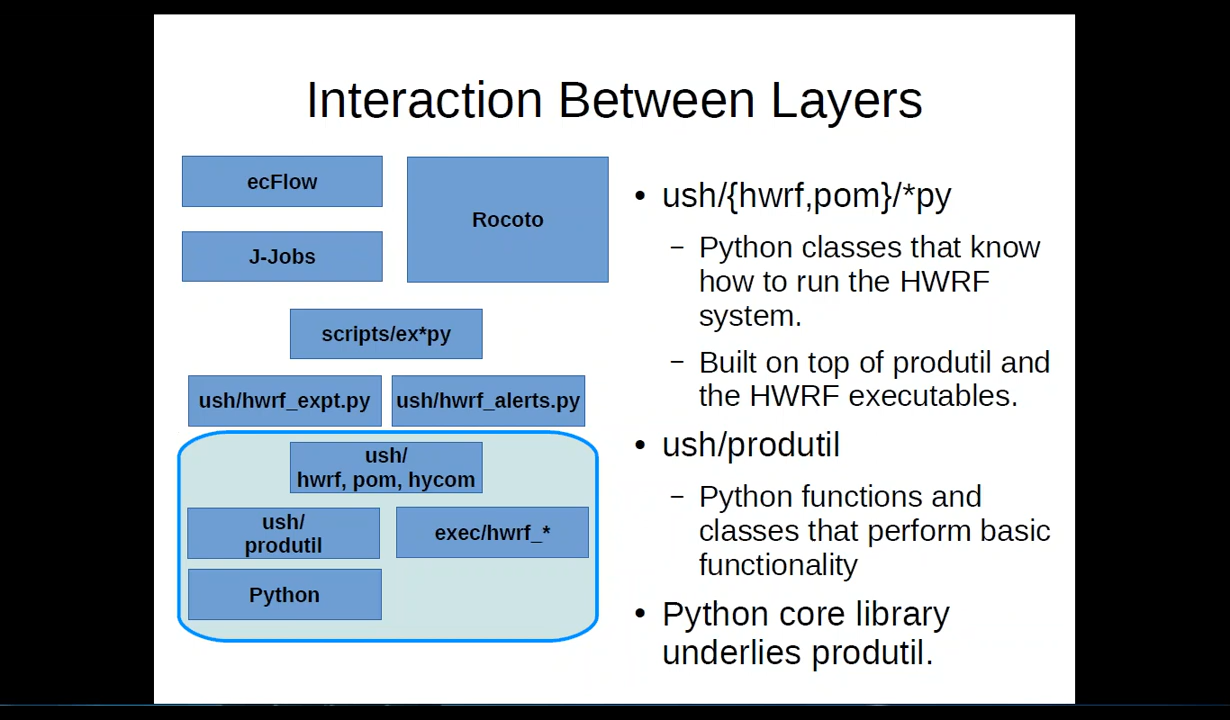 Interaction Between Layers
ecFlow
Rocoto
J-Jobs
scripts/ex*py
ush/hwrf_expt.py
ush/hwrf_alerts.py
ush/
hwrf, pom, hycom
ush/
produtil
exec/hwrf_*
Python
• ush/{hwrf,pom}/*py
– Python classes that know
how to run the HWRF
system.
– Built on top of produtil and
the HWRF executables.
• ush/produtil
– Python functions and
classes that perform basic
functionality
• Python core library
underlies produtil.